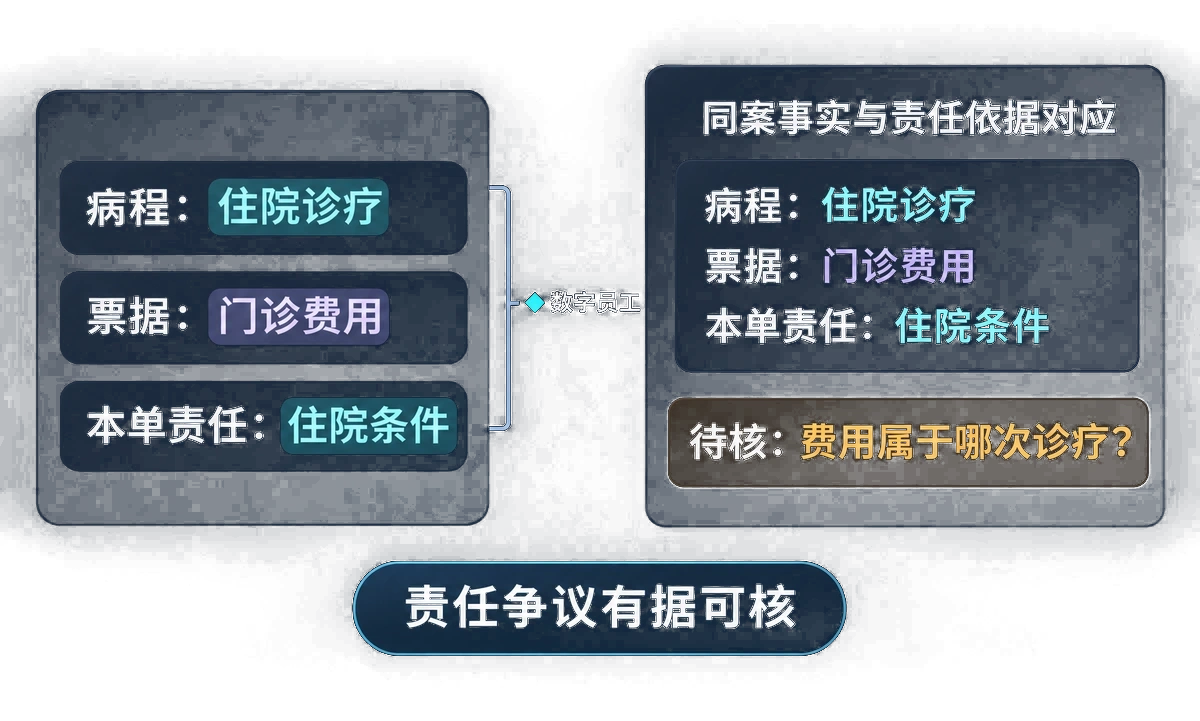 病程：住院诊疗
票据：门诊费用
本单责任：住院条件
数字员工
同案事实与责任依据对应
病程：住院诊疗
票据：门诊费用
本单责任：住院条件
待核：费用属于哪次诊疗？
责任争议有据可核